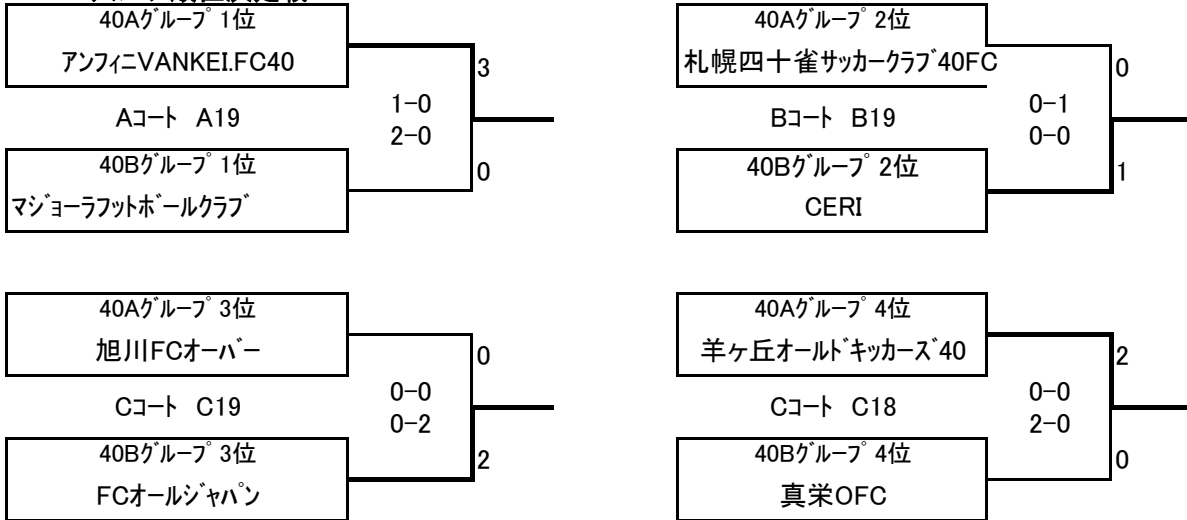 40Aグループ 1位
アンフィニVANKEI.FC40
3
Aコート A19
1-0
2-0
40Bグループ 1位
マジョーラフットボールクラブ
0
40Aグループ 2位
札幌四十雀サッカークラブ40FC
0
Bコート B19
0-1
0-0
40Bグループ 2位
CERI
1
40Aグループ 3位
旭川FCオーバー
0
Cコート C19
0-0
0-2
40Bグループ 3位
FCオールジャパン
2
40Aグループ 4位
羊ヶ丘オールドキッカーズ40
2
Cコート C18
0-0
2-0
40Bグループ 4位
真栄OFC
0